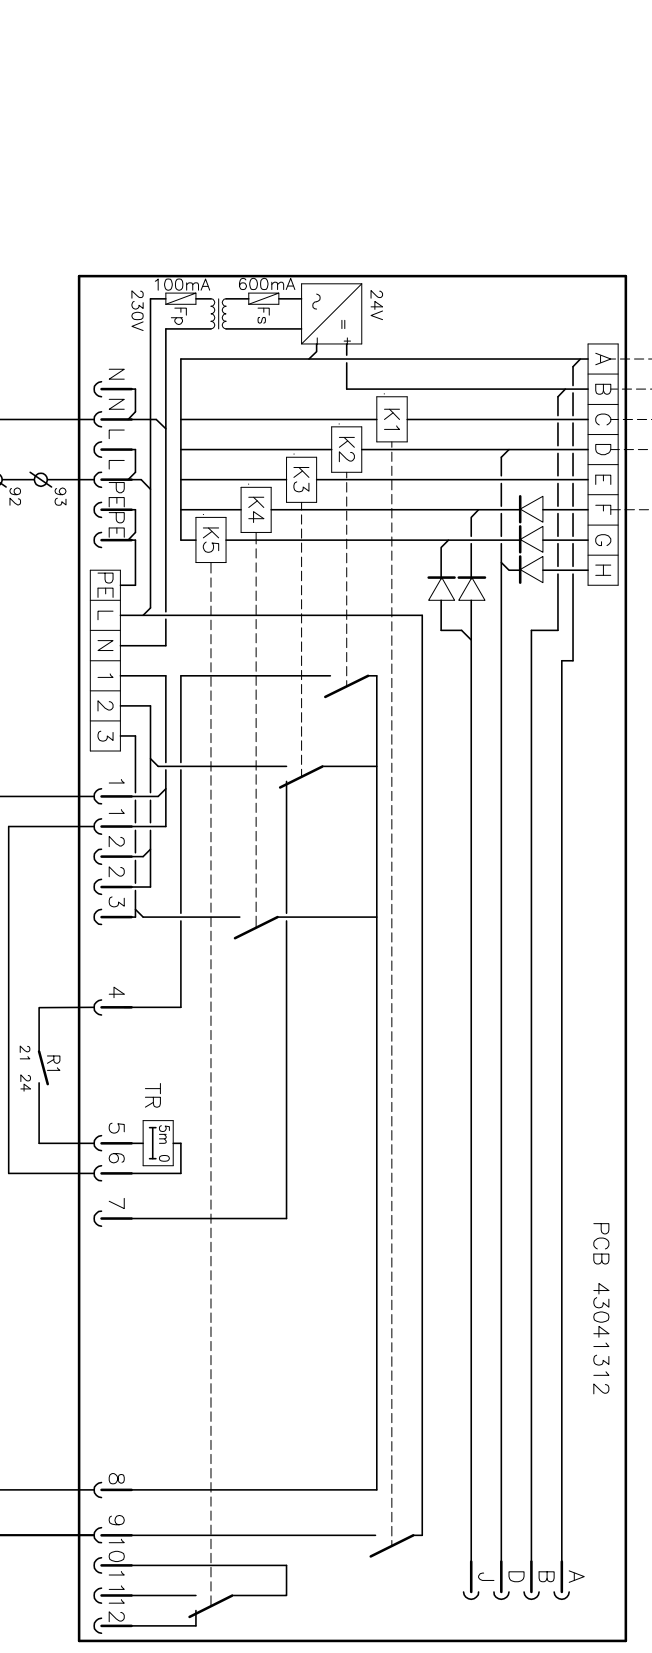 100mA
600mA
230V
Fp
Fs
24V
~
=
-
+
A
B
C
D
E
F
G
H
K1
K2
K3
K4
K5
N
N
L
L
PE
PE
92
93
PE
L
N
1
2
3
1
1
2
2
3
4
R1
21 24
TR
5m 0
5
6
7
PCB 43041312
8
9
10
11
12
J
D
B
A